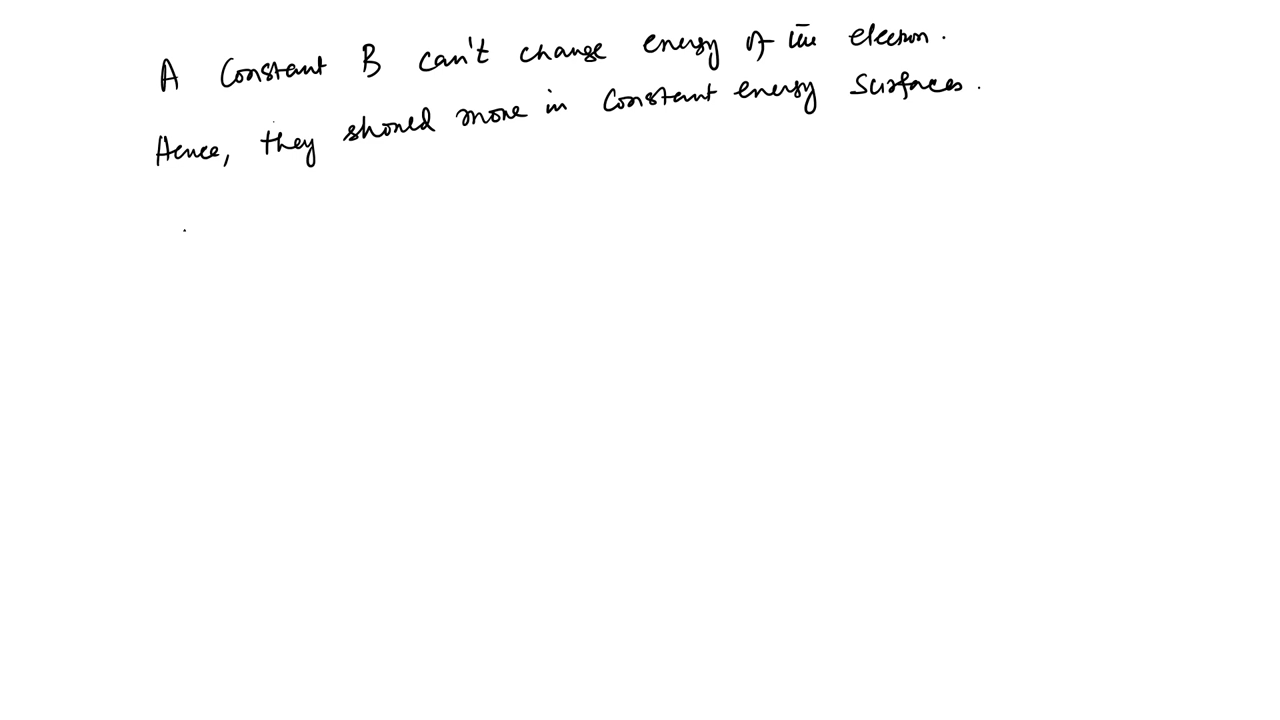 A Constant B can't change energy of the electron.
Hence, they should move in constant energy surfaces.